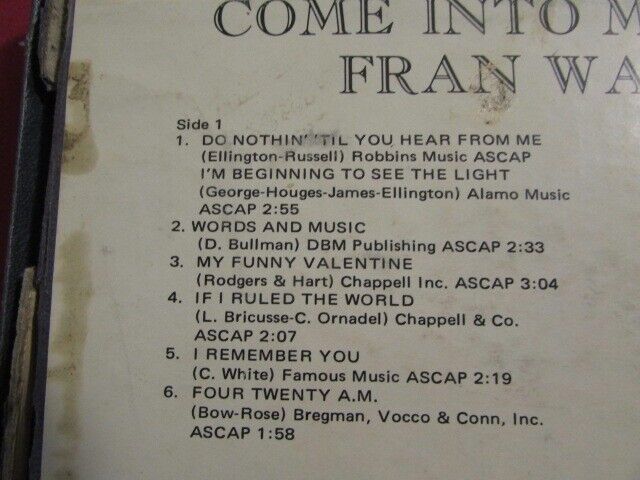 COME INTO M
FRAN WA
Side 1
1. DO NOTHIN' 'TIL YOU HEAR FROM ME
(Ellington-Russell) Robbins Music ASCAP
I'M BEGINNING TO SEE THE LIGHT
(George-Houges-James-Ellington) Alamo Music
ASCAP 2:55
2. WORDS AND MUSIC
(D. Bullman) DBM Publishing ASCAP 2:33
3. MY FUNNY VALENTINE
(Rodgers & Hart) Chappell Inc. ASCAP 3:04
4. IF I RULED THE WORLD
(L. Bricusse-C. Ornadel) Chappell & Co.
ASCAP 2:07
5. I REMEMBER YOU
(C. White) Famous Music ASCAP 2:19
6. FOUR TWENTY A.M.
(Bow-Rose) Bregman, Vocco & Conn, Inc.
ASCAP 1:58